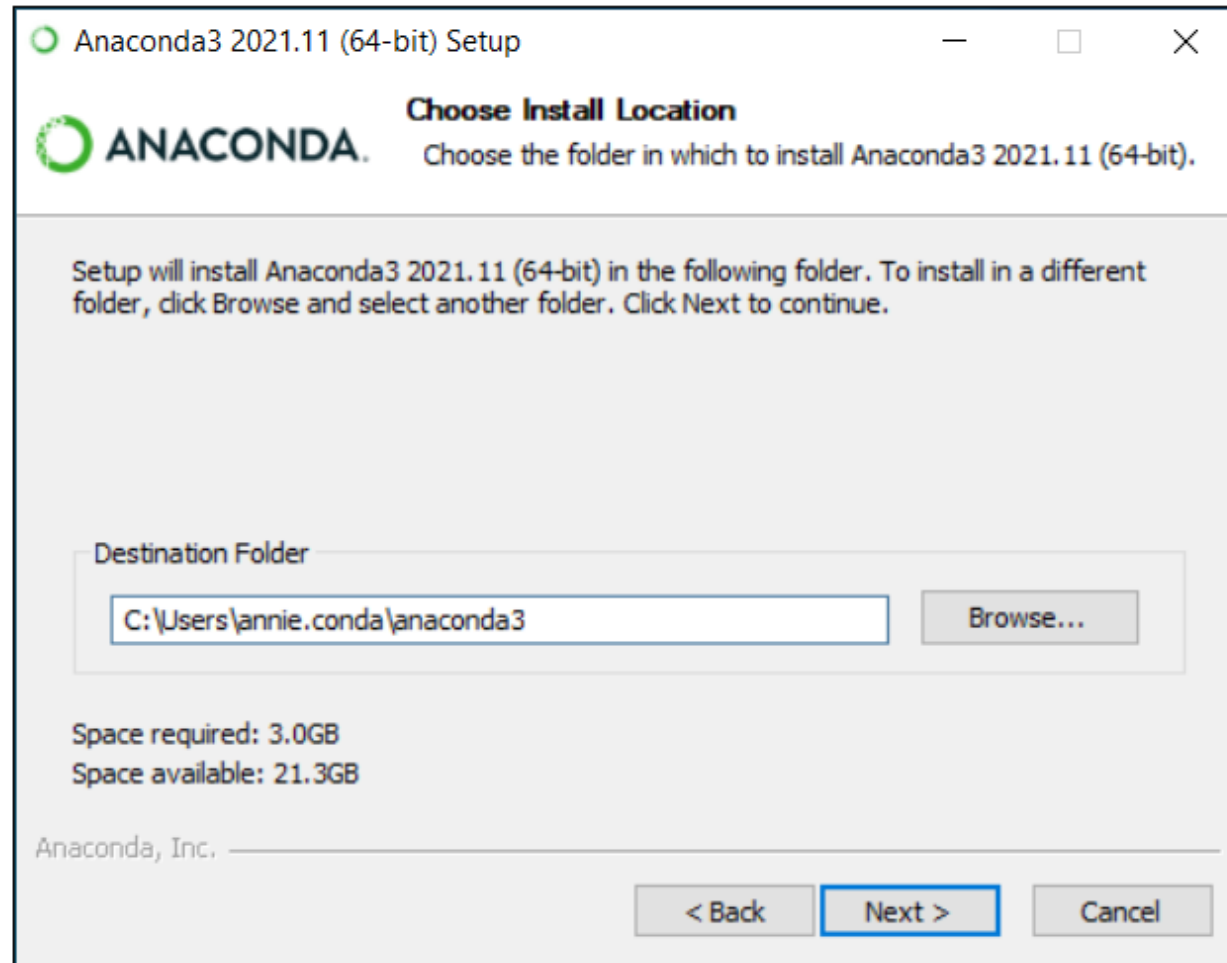 Anaconda3 2021.11 (64-bit) Setup
ANACONDA.
Choose Install Location
Choose the folder in which to install Anaconda3 2021.11 (64-bit).
Setup will install Anaconda3 2021.11 (64-bit) in the following folder. To install in a different
folder, click Browse and select another folder. Click Next to continue.
Destination Folder
C:\Users\annie.conda\anaconda3
Browse...
Space required: 3.0GB
Space available: 21.3GB
Anaconda, Inc.
< Back
Next >
Cancel